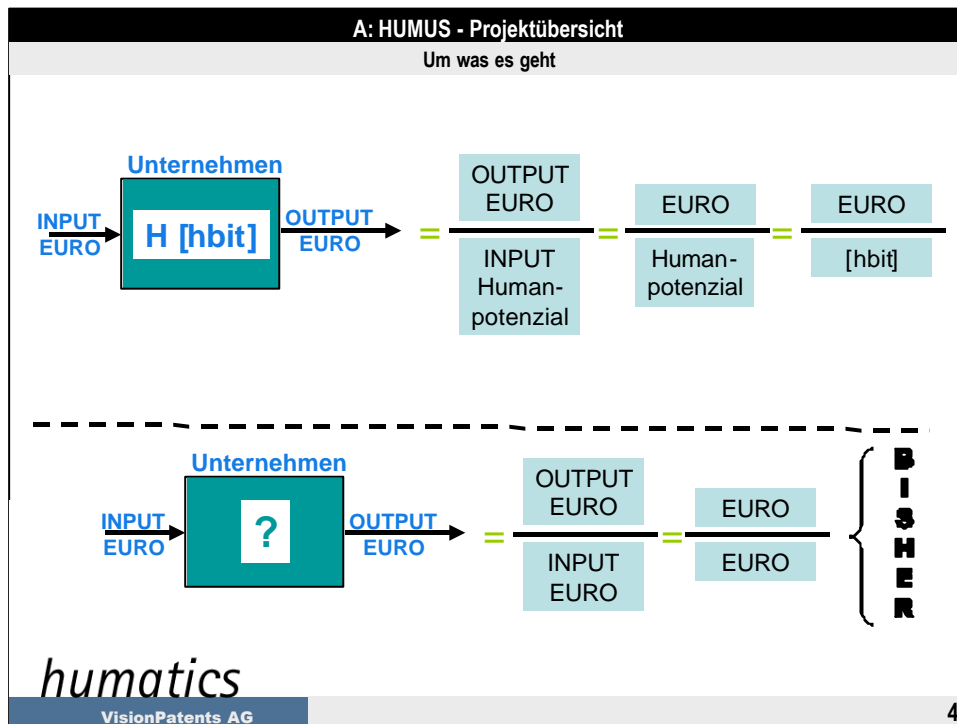 A: HUMUS - Projektübersicht
Um was es geht
Unternehmen
INPUT
EURO
H [hbit]
OUTPUT
EURO
=
OUTPUT
EURO
INPUT
Human-
potenzial
=
EURO
Human-
potenzial
=
EURO
[hbit]
Unternehmen
INPUT
EURO
?
OUTPUT
EURO
=
OUTPUT
EURO
INPUT
EURO
=
EURO
EURO
B
I
S
H
E
R
humatics
VisionPatents AG
4